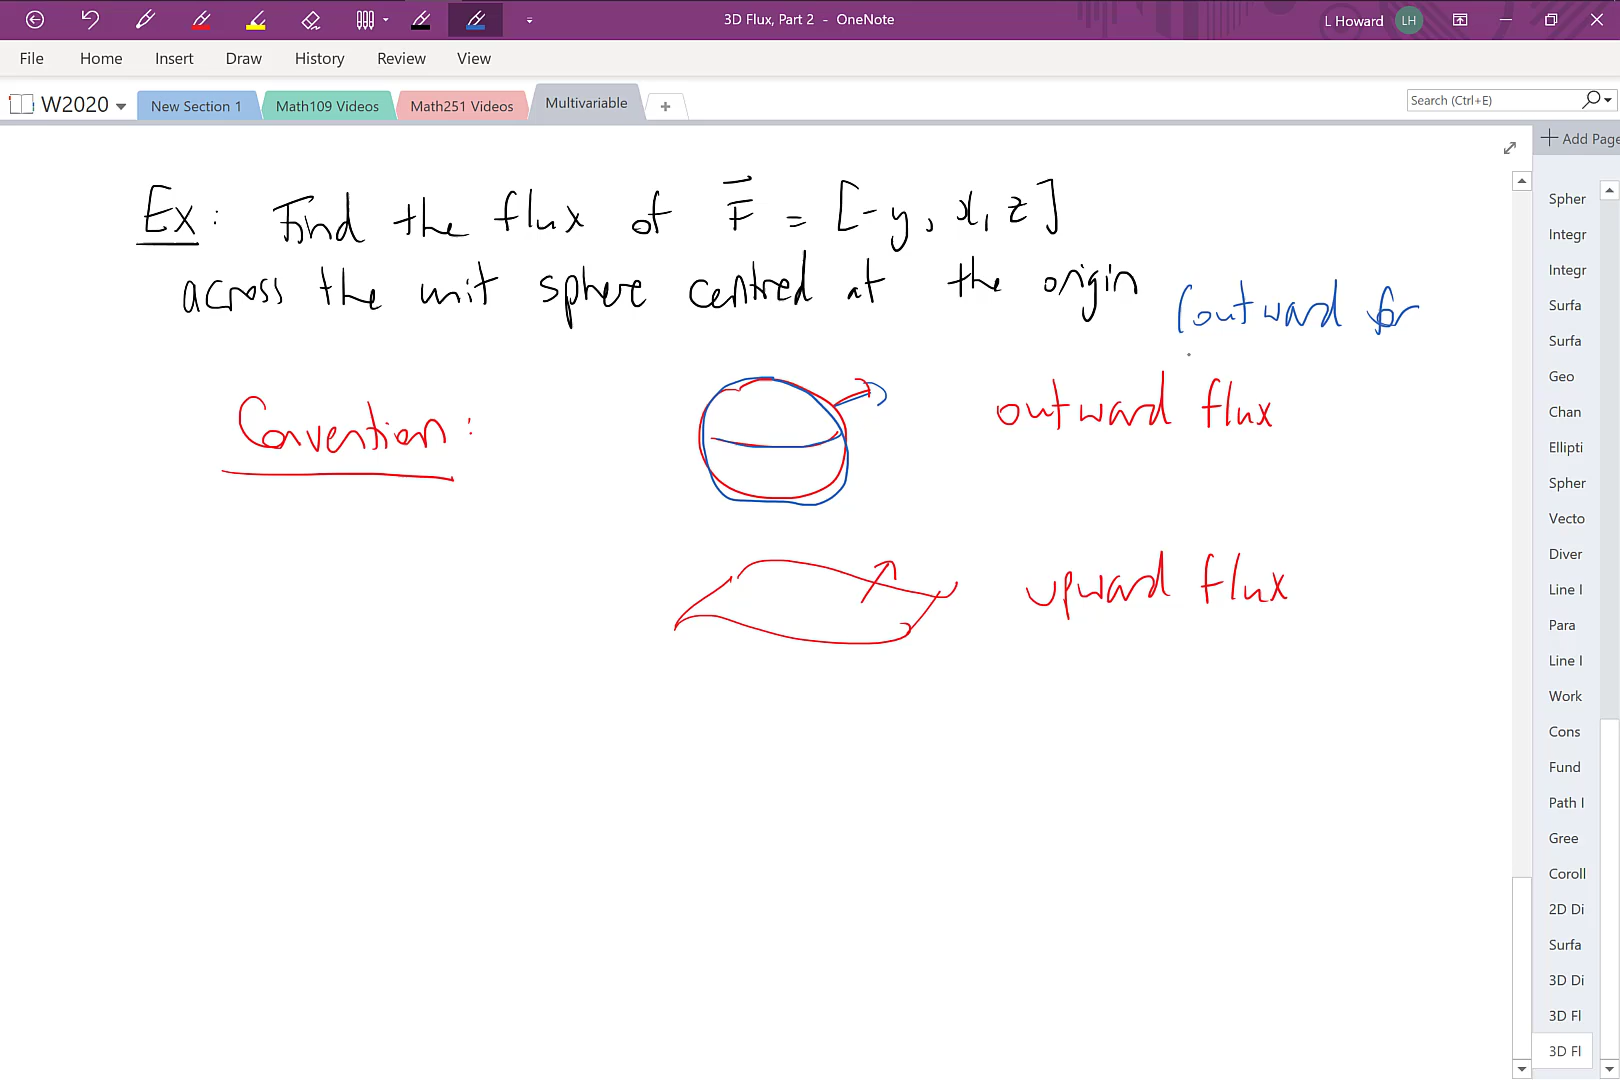 3D Flux, Part 2 - OneNote
L Howard LH
File Home Insert Draw History Review View
W2020 New Section 1 Math109 Videos Math251 Videos Multivariable +
Search (Ctrl+E)
Add Page
Ex: Find the flux of F⃗ = [-y, x, z]
across the unit sphere centred at the origin
(outward for
Convention:
outward flux
upward flux
Spher
Integr
Integr
Surfa
Surfa
Geo
Chan
Ellipti
Spher
Vecto
Diver
Line I
Para
Line I
Work
Cons
Fund
Path I
Gree
Coroll
2D Di
Surfa
3D Di
3D Fl
3D Fl